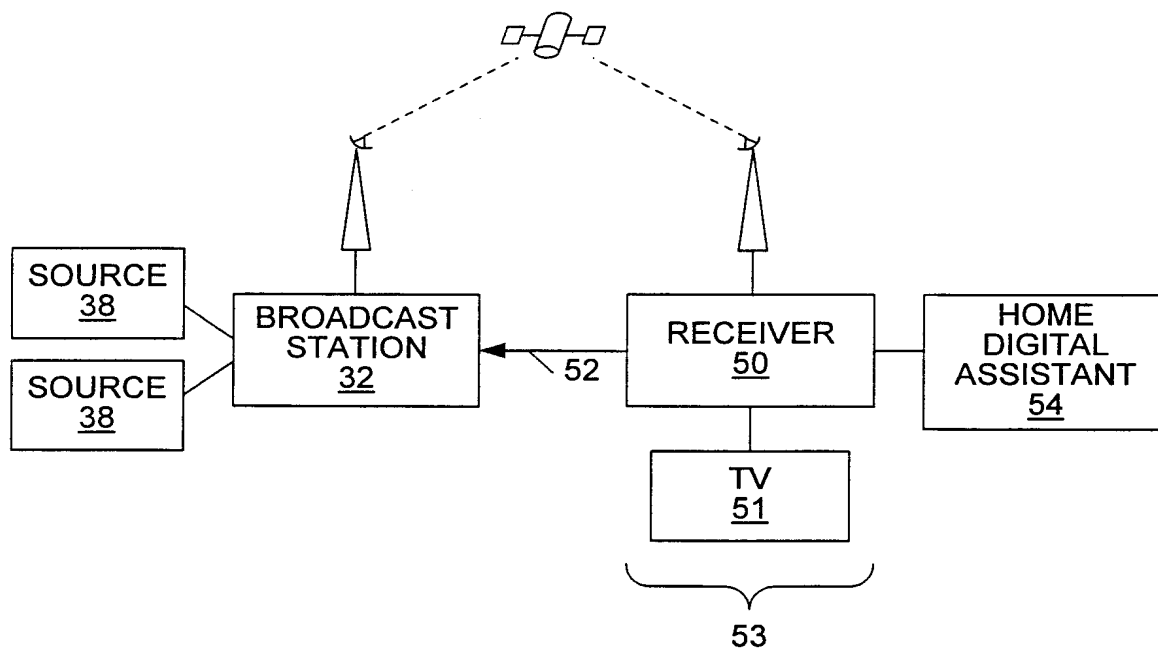 SOURCE
38
SOURCE
38
BROADCAST
STATION
32
52
RECEIVER
50
HOME
DIGITAL
ASSISTANT
54
TV
51
53